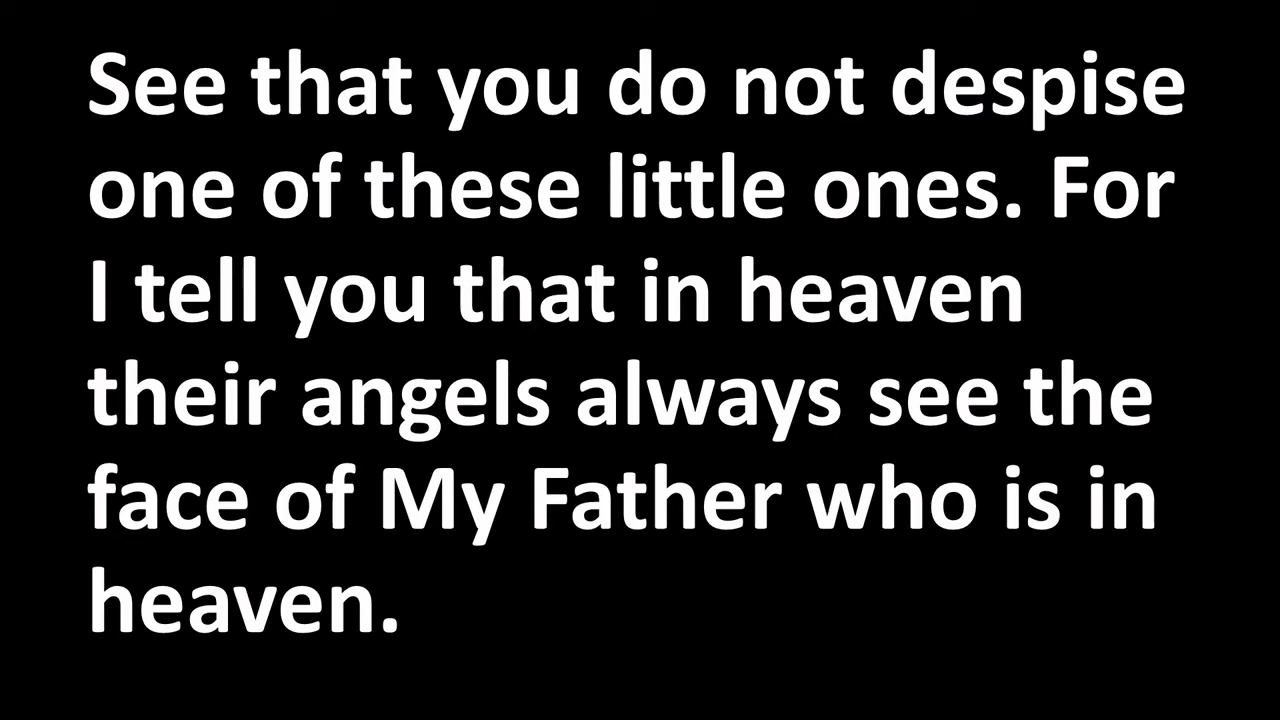 See that you do not despise
one of these little ones. For
I tell you that in heaven
their angels always see the
face of My Father who is in
heaven.